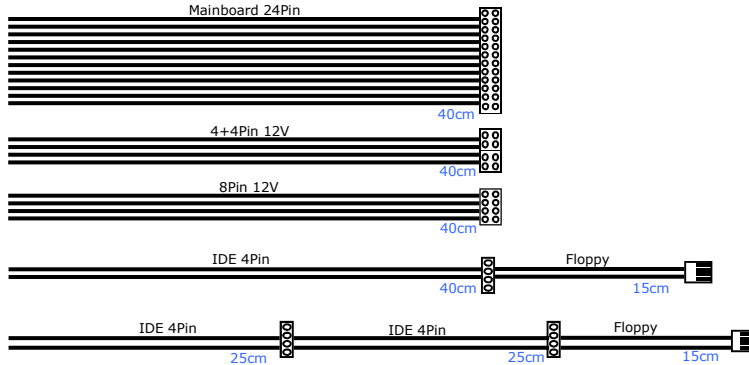 Mainboard 24Pin
40cm
4+4Pin 12V
40cm
8Pin 12V
40cm
IDE 4Pin
Floppy
40cm
15cm
IDE 4Pin
IDE 4Pin
Floppy
25cm
25cm
15cm